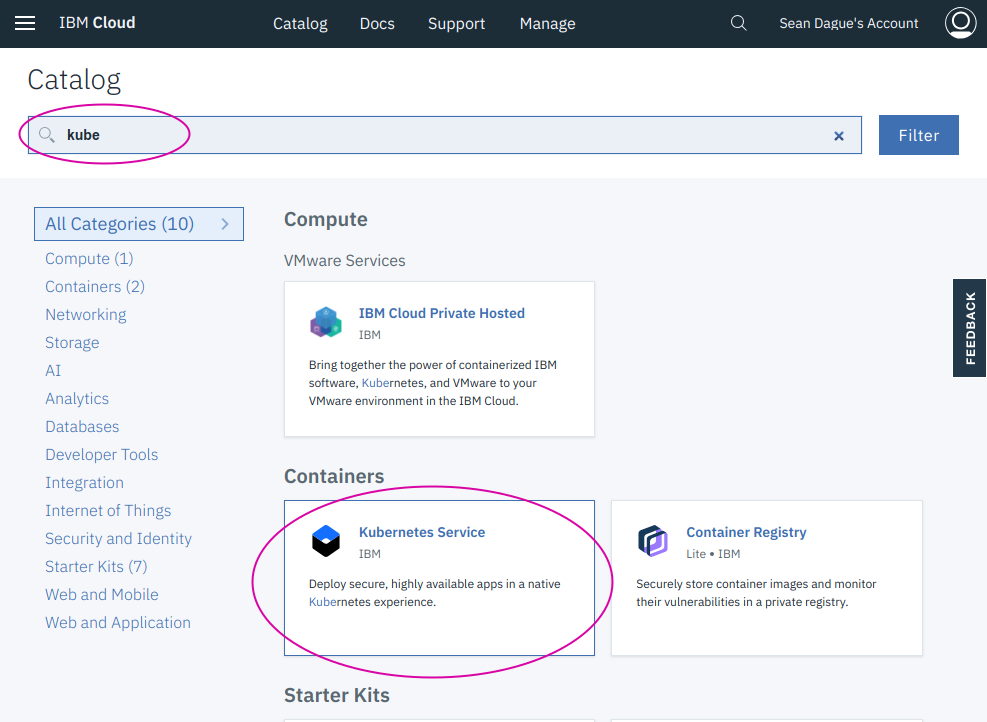 IBM Cloud Catalog Docs Support Manage Sean Dague's Account
Catalog
kube
Filter
All Categories (10)
Compute (1)
Containers (2)
Networking
Storage
AI
Analytics
Databases
Developer Tools
Integration
Internet of Things
Security and Identity
Starter Kits (7)
Web and Mobile
Web and Application
Compute
VMware Services
IBM Cloud Private Hosted
IBM
Bring together the power of containerized IBM
software, Kubernetes, and VMware to your
VMware environment in the IBM Cloud.
Containers
Kubernetes Service
IBM
Deploy secure, highly available apps in a native
Kubernetes experience.
Container Registry
Lite • IBM
Securely store container images and monitor
their vulnerabilities in a private registry.
Starter Kits
FEEDBACK